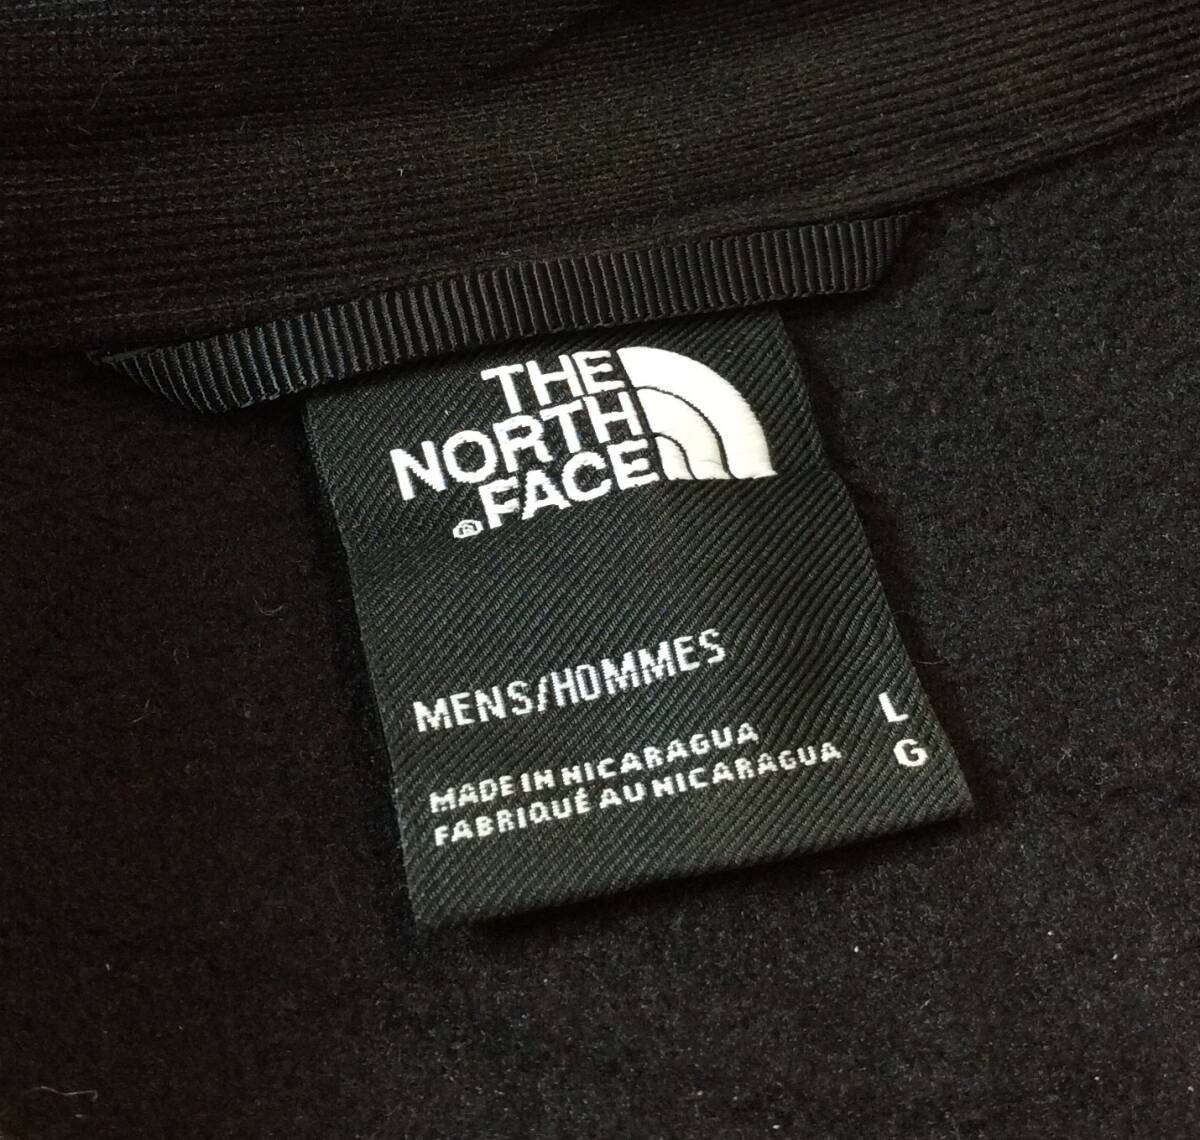 THE
NORTH
®FACE
MENS/HOMMES
MADE IN NICARAGUA
FABRIQUÉ AU NICARAGUA
L
G